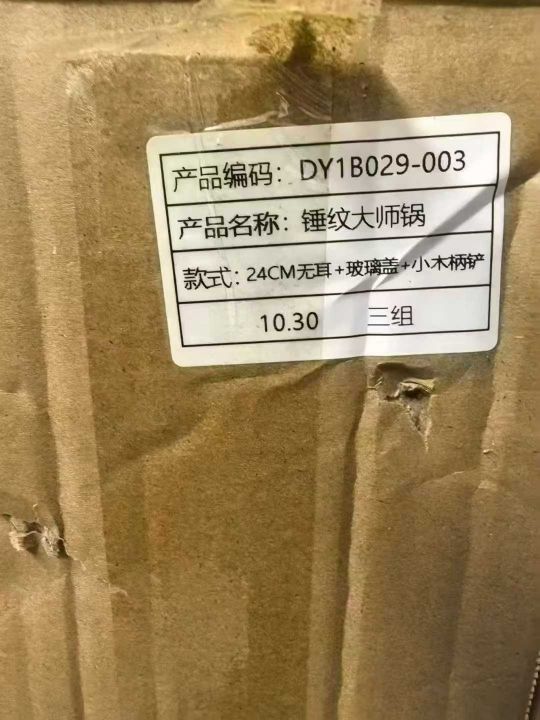 产品编码：DY1B029-003
产品名称：锤纹大师锅
款式：24CM无耳+玻璃盖+小木柄铲
10.30 三组